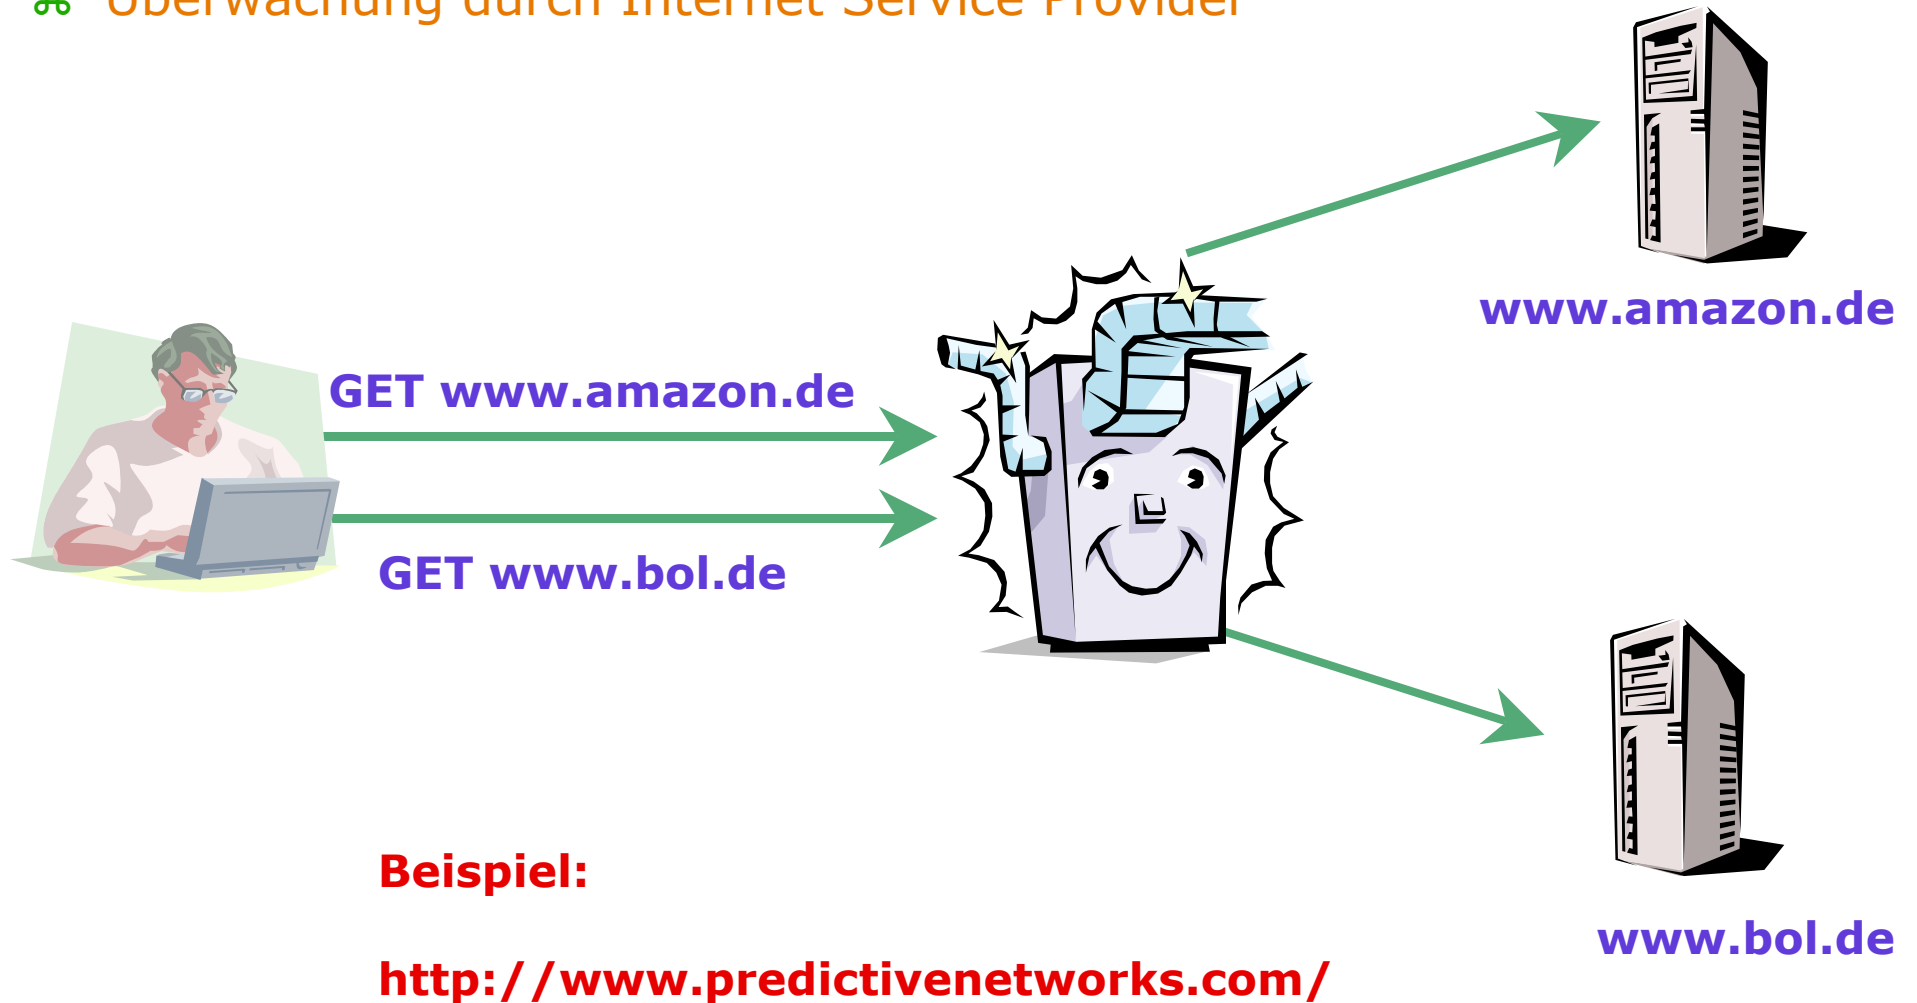 ⌘ Überwachung durch Internet Service Provider
www.amazon.de
GET www.amazon.de
GET www.bol.de
www.bol.de
Beispiel:
http://www.predictivenetworks.com/